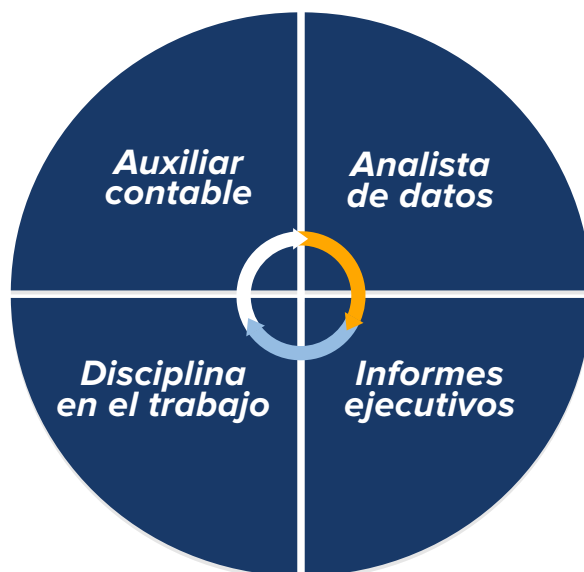 Auxiliar
contable
Analista
de datos
Disciplina
en el trabajo
Informes
ejecutivos